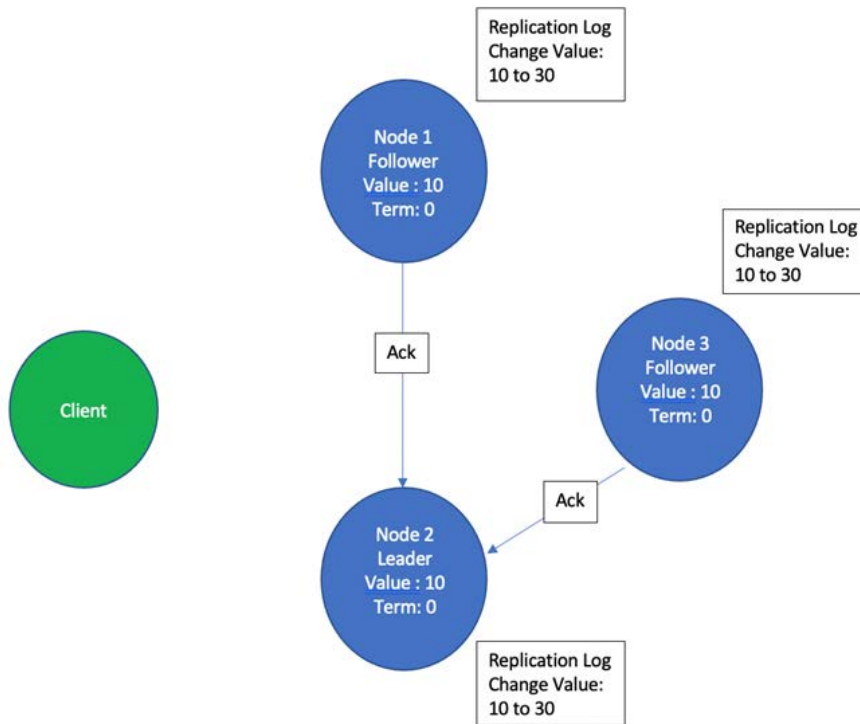 Replication Log
Change Value:
10 to 30
Node 1
Follower
Value : 10
Term: 0
Replication Log
Change Value:
10 to 30
Ack
Node 3
Follower
Value : 10
Term: 0
Client
Ack
Node 2
Leader
Value : 10
Term: 0
Replication Log
Change Value:
10 to 30